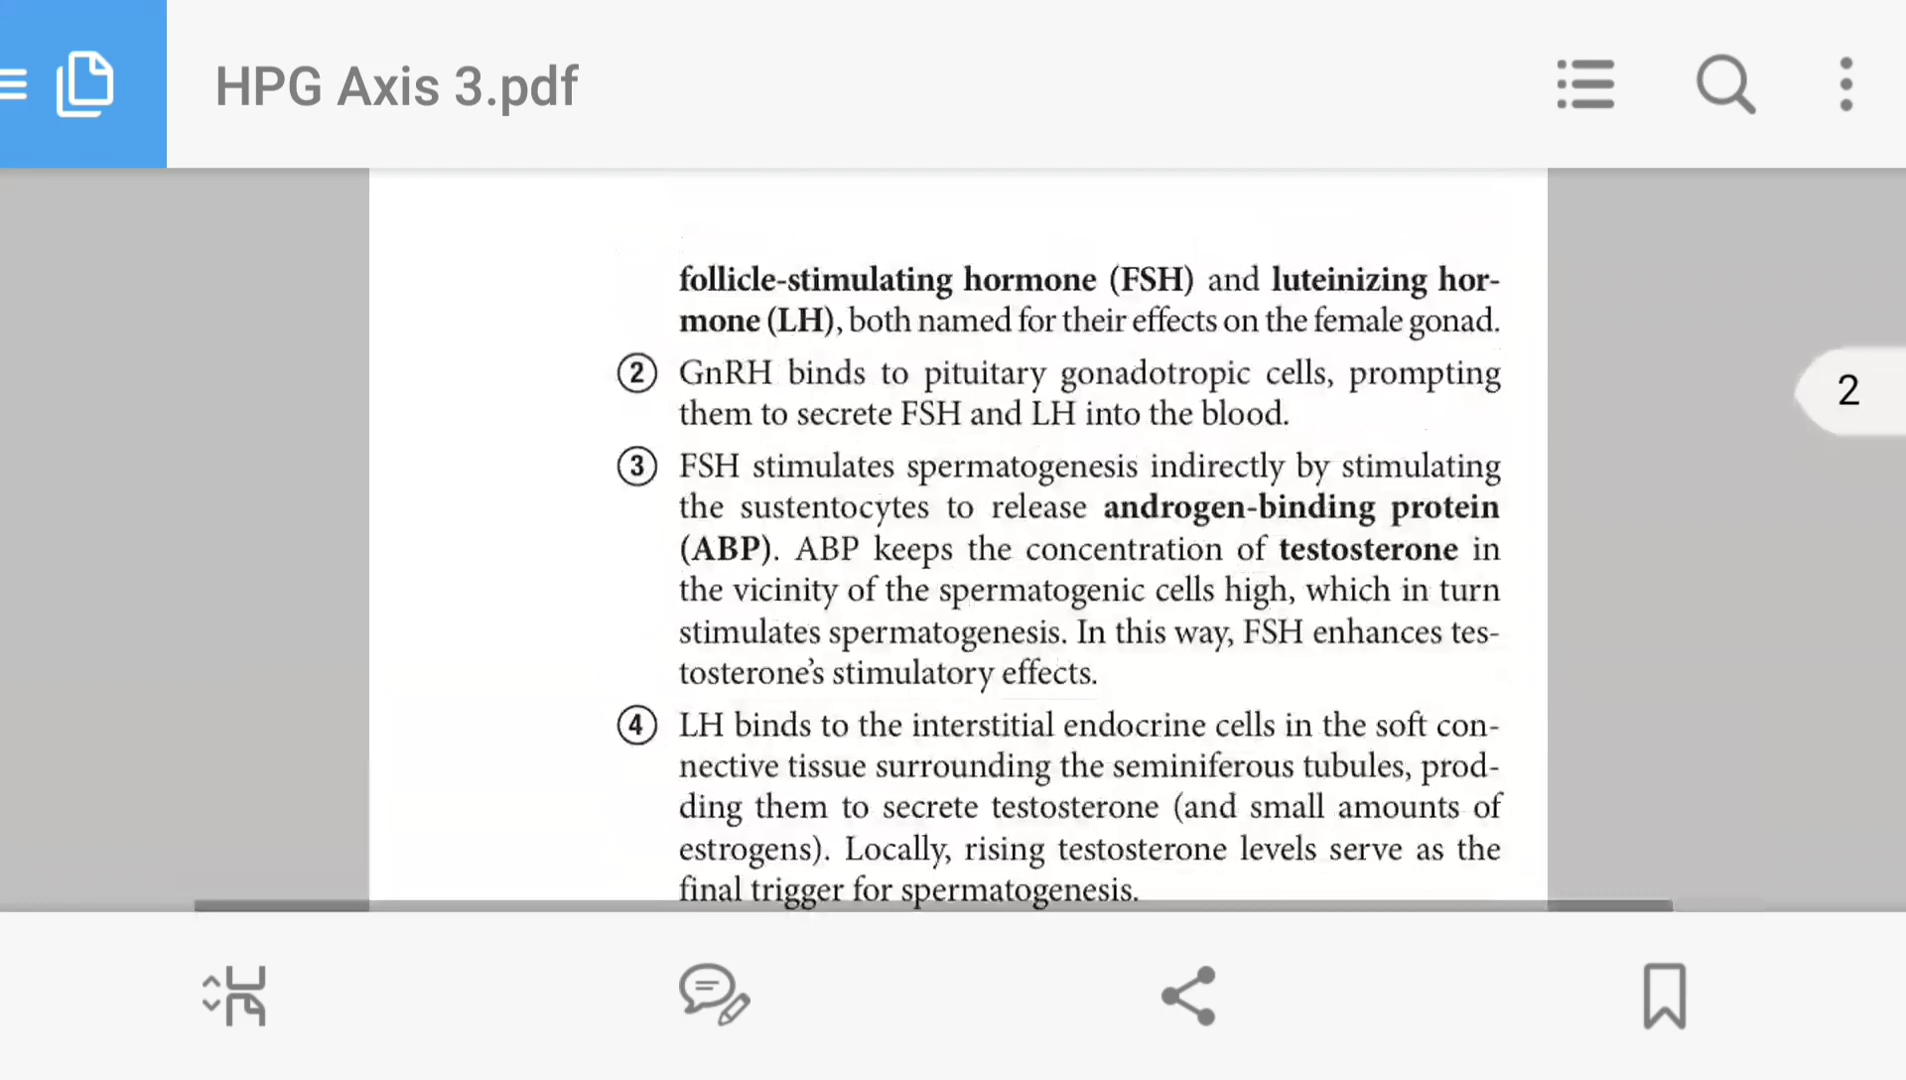 HPG Axis 3.pdf
follicle-stimulating hormone (FSH) and luteinizing hor-
mone (LH), both named for their effects on the female gonad.
2 GnRH binds to pituitary gonadotropic cells, prompting
them to secrete FSH and LH into the blood.
2
3 FSH stimulates spermatogenesis indirectly by stimulating
the sustentocytes to release androgen-binding protein
(ABP). ABP keeps the concentration of testosterone in
the vicinity of the spermatogenic cells high, which in turn
stimulates spermatogenesis. In this way, FSH enhances tes-
tosterone's stimulatory effects.
4 LH binds to the interstitial endocrine cells in the soft con-
nective tissue surrounding the seminiferous tubules, prod-
ding them to secrete testosterone (and small amounts of
estrogens). Locally, rising testosterone levels serve as the
final trigger for spermatogenesis.